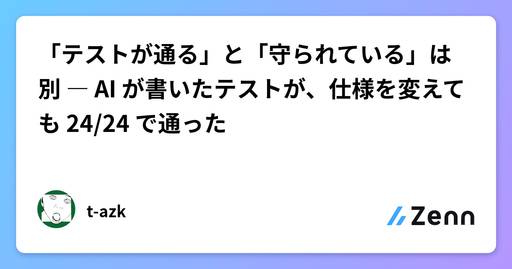 「テストが通る」と「守られている」は
別 — AI が書いたテストが、仕様を変えて
も 24/24 で通った
t-azk
Zenn